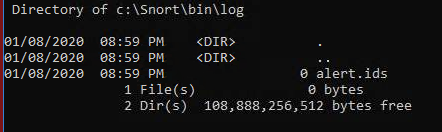 Directory of c:\Snort\bin\log
01/08/2020 08:59 PM <DIR> .
01/08/2020 08:59 PM <DIR> ..
01/08/2020 08:59 PM 0 alert.ids
1 File(s) 0 bytes
2 Dir(s) 108,888,256,512 bytes free